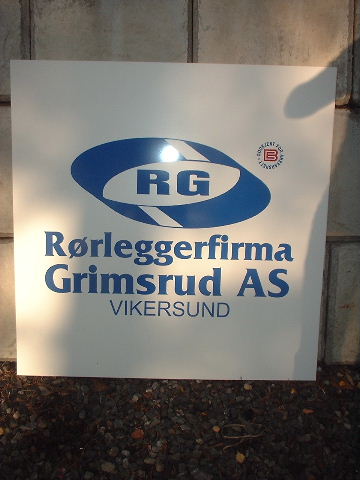 RG
Rørleggerfirma
Grimsrud AS
VIKERSUND